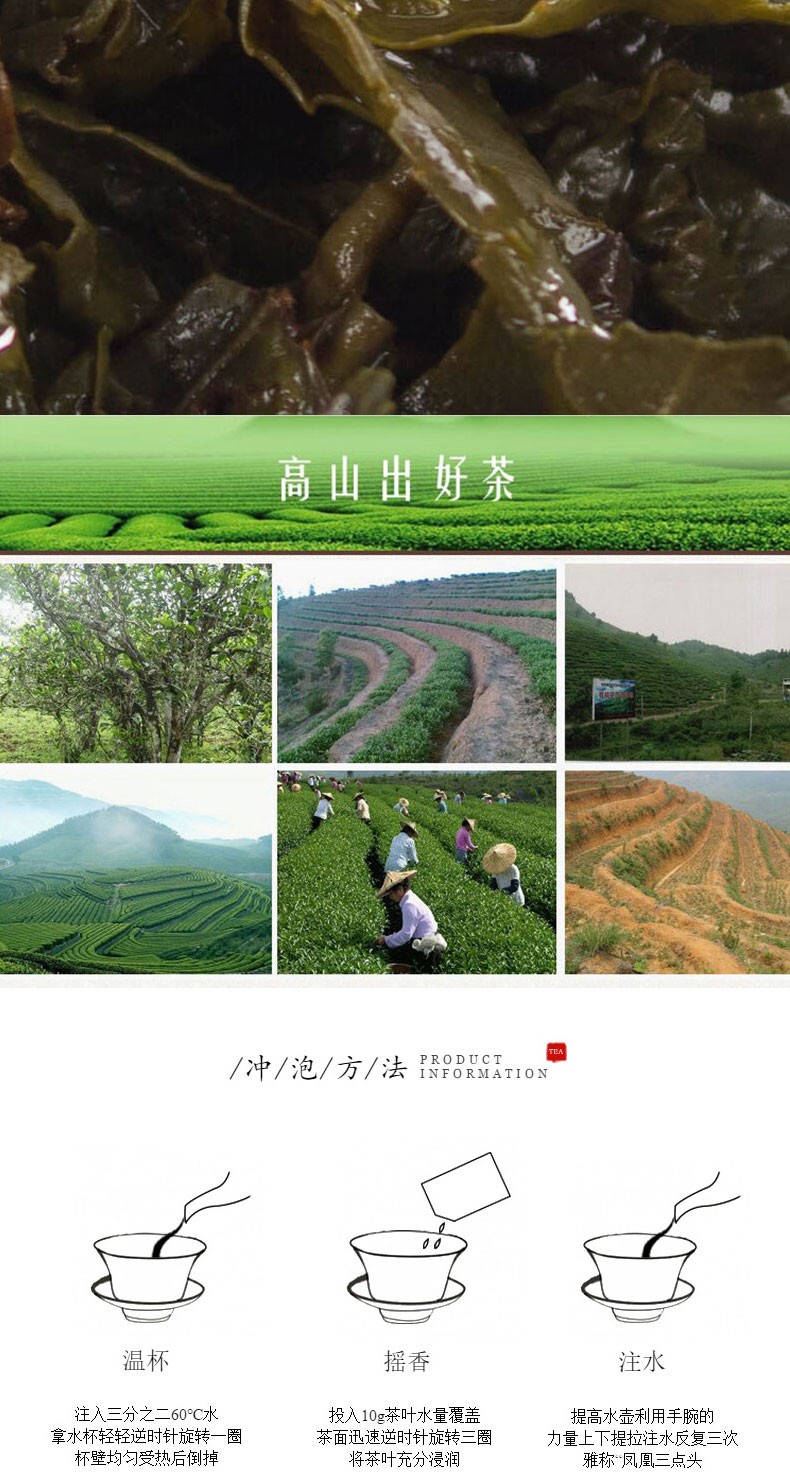 高山出好茶
/冲/泡/方/法
PRODUCT
INFORMATION
TEA
温杯
注入三分之二60℃水
拿水杯轻轻逆时针旋转一圈
杯壁均匀受热后倒掉
摇香
投入10g茶叶水量覆盖
茶面迅速逆时针旋转三圈
将茶叶充分浸润
注水
提高水壶利用手腕的
力量上下提拉注水反复三次
雅称“凤凰三点头